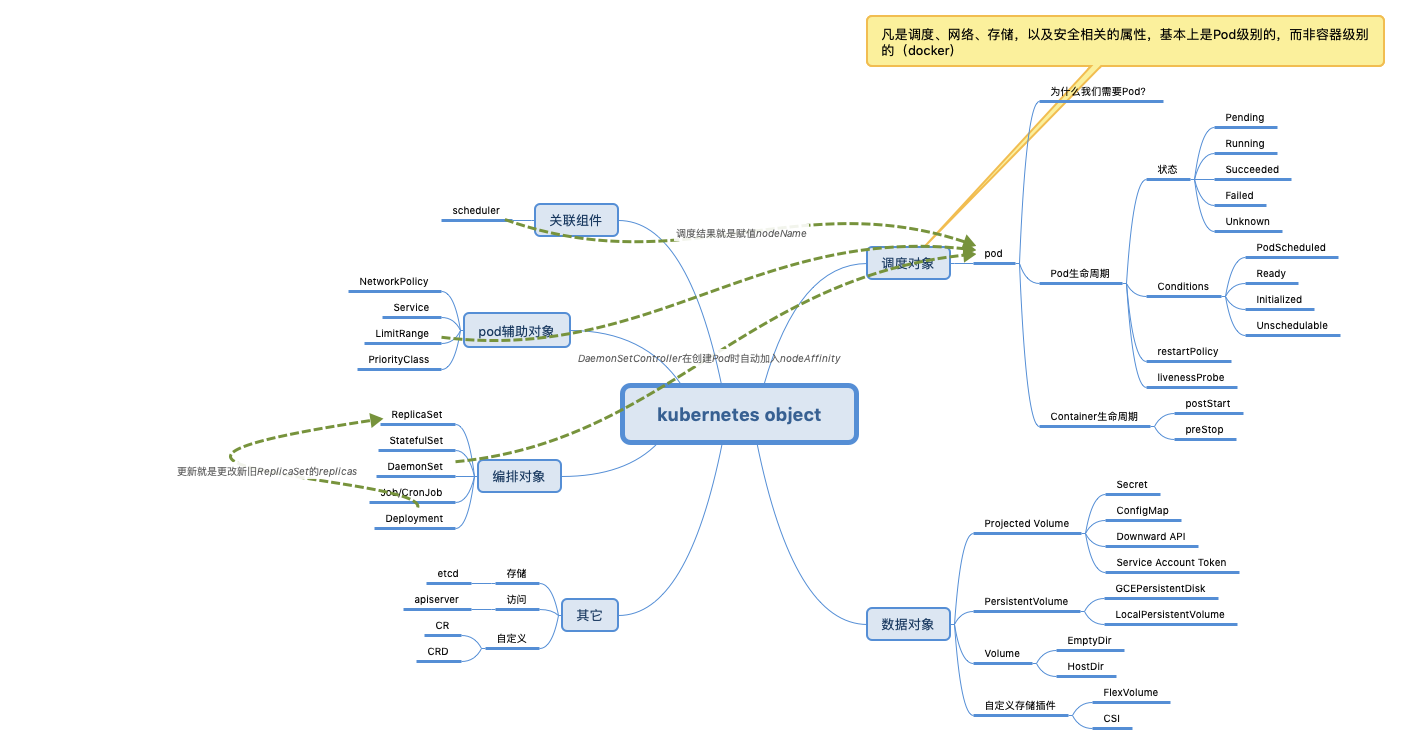 凡是调度、网络、存储，以及安全相关的属性，基本上是Pod级别的，而非容器级别
的（docker）
kubernetes object
调度对象
pod
为什么我们需要Pod?
Pod生命周期
状态
Pending
Running
Succeeded
Failed
Unknown
Conditions
PodScheduled
Ready
Initialized
Unschedulable
restartPolicy
livenessProbe
Container生命周期
postStart
preStop
数据对象
Projected Volume
Secret
ConfigMap
Downward API
Service Account Token
PersistentVolume
GCEPersistentDisk
LocalPersistentVolume
Volume
EmptyDir
HostDir
自定义存储插件
FlexVolume
CSI
关联组件
scheduler
调度结果就是赋值nodeName
pod辅助对象
NetworkPolicy
Service
LimitRange
PriorityClass
DaemonSetController在创建Pod时自动加入nodeAffinity
编排对象
ReplicaSet
StatefulSet
DaemonSet
Job/CronJob
Deployment
更新就是更改新旧ReplicaSet的replicas
其它
存储
etcd
访问
apiserver
自定义
CR
CRD